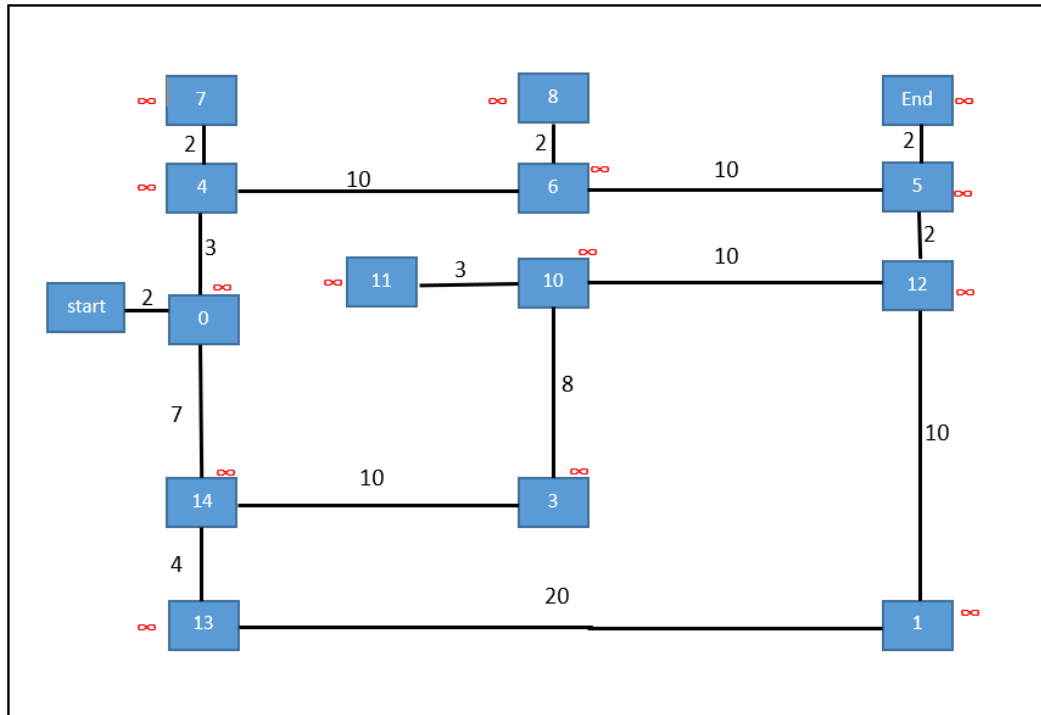 ∞ 7 ∞ 8 End ∞
2 2 2
∞ 4 10 6 ∞ 10 5 ∞
3 2
∞ ∞
start 2 0 ∞ 11 3 10 10 12 ∞
7 8 10
∞ ∞
14 10 3
4
∞ 13 20 1 ∞